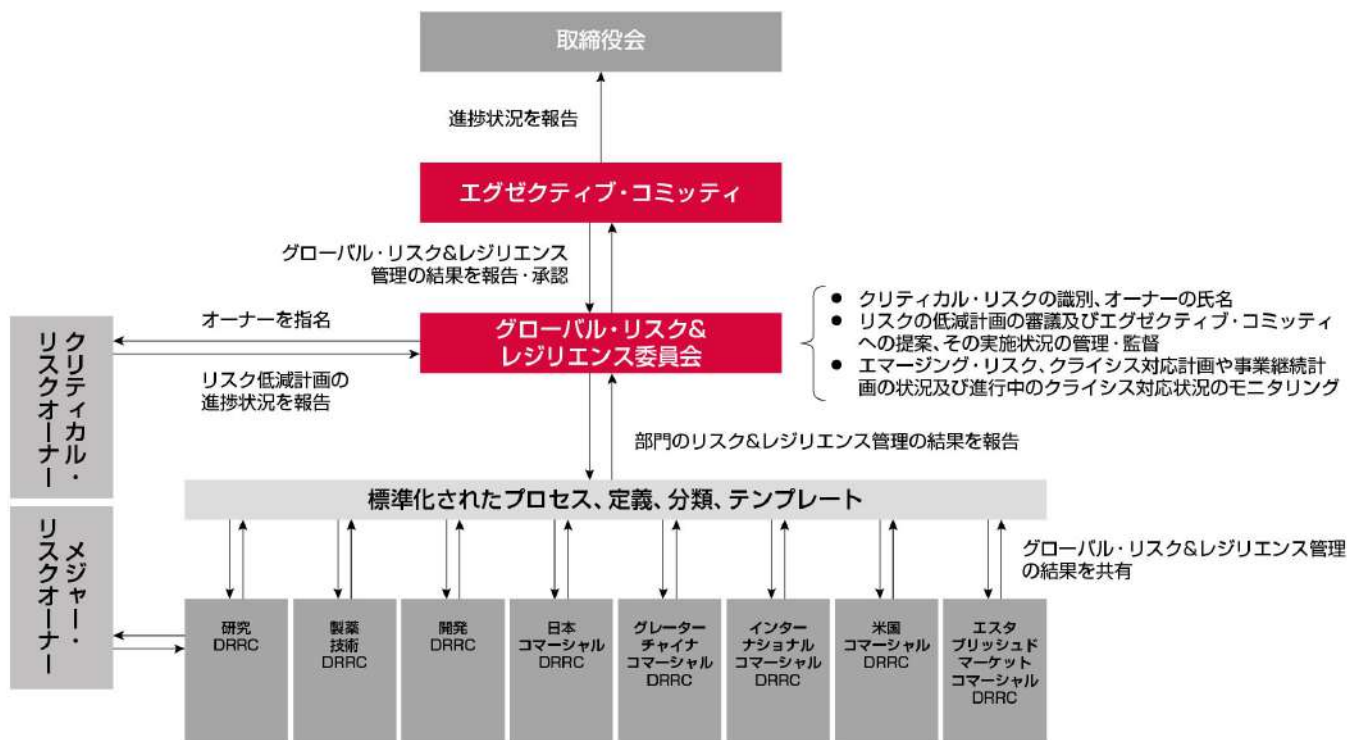 取締役会
進捗状況を報告
エグゼクティブ・コミッティ
グローバル・リスク&レジリエンス
管理の結果を報告・承認
グローバル・リスク&
レジリエンス委員会
● クリティカル・リスクの識別、オーナーの氏名
● リスクの低減計画の審議及びエグゼクティブ・コミッティ
への提案、その実施状況の管理・監督
● エマージング・リスク、クライシス対応計画や事業継続計
画の状況及び進行中のクライシス対応状況のモニタリング
オーナーを指名
リスク低減計画の
進捗状況を報告
クリティカル・
リスクオーナー
部門のリスク&レジリエンス管理の結果を報告
標準化されたプロセス、定義、分類、テンプレート
メジャー・
リスクオーナー
グローバル・リスク&レジリエンス管理
の結果を共有
研究
DRRC
製薬
技術
DRRC
開発
DRRC
日本
コマーシャル
DRRC
グレーター
チャイナ
コマーシャル
DRRC
インター
ナショナル
コマーシャル
DRRC
米国
コマーシャル
DRRC
エスタ
ブリッシュド
マーケット
コマーシャル
DRRC